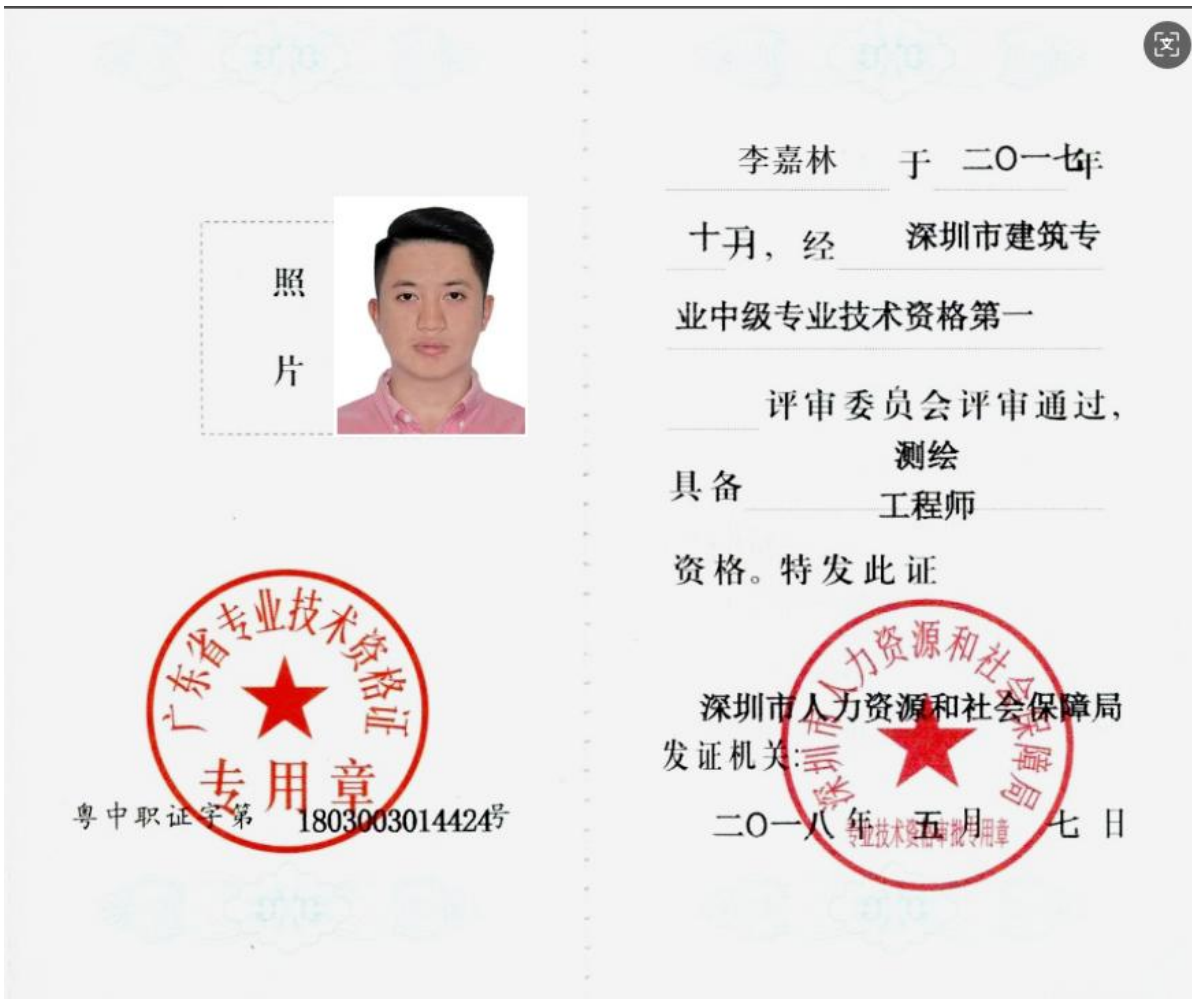 照
片
广东省专业技术资格证
专用章
粤中职证字第 1803003014424号
李嘉林 于 二〇一七年
十二月，经 深圳市建筑专
业中级专业技术资格第一
评审委员会评审通过，
具备 测绘
工程师
资格。特发此证
深圳市人力资源和社会保障局
深圳市人力资源和社会保障局
发证机关：
二〇一八年 五月 七日
专业技术资格审批专用章